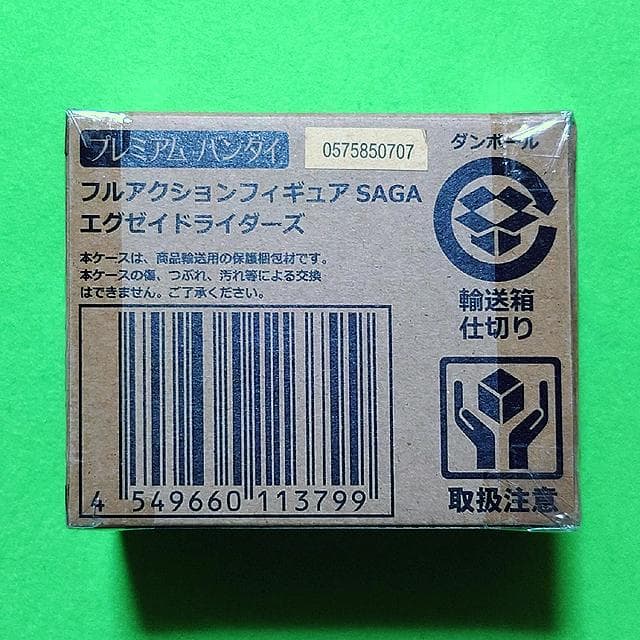 プレミアム バンダイ
0575850707
ダンボール
フルアクションフィギュア SAGA
エグゼイドライダーズ
本ケースは、商品輸送用の保護梱包材です。
本ケースの傷、つぶれ、汚れ等による交換
はできません。ご了承ください。
輸送箱
仕切り
4 549660 113799
取扱注意